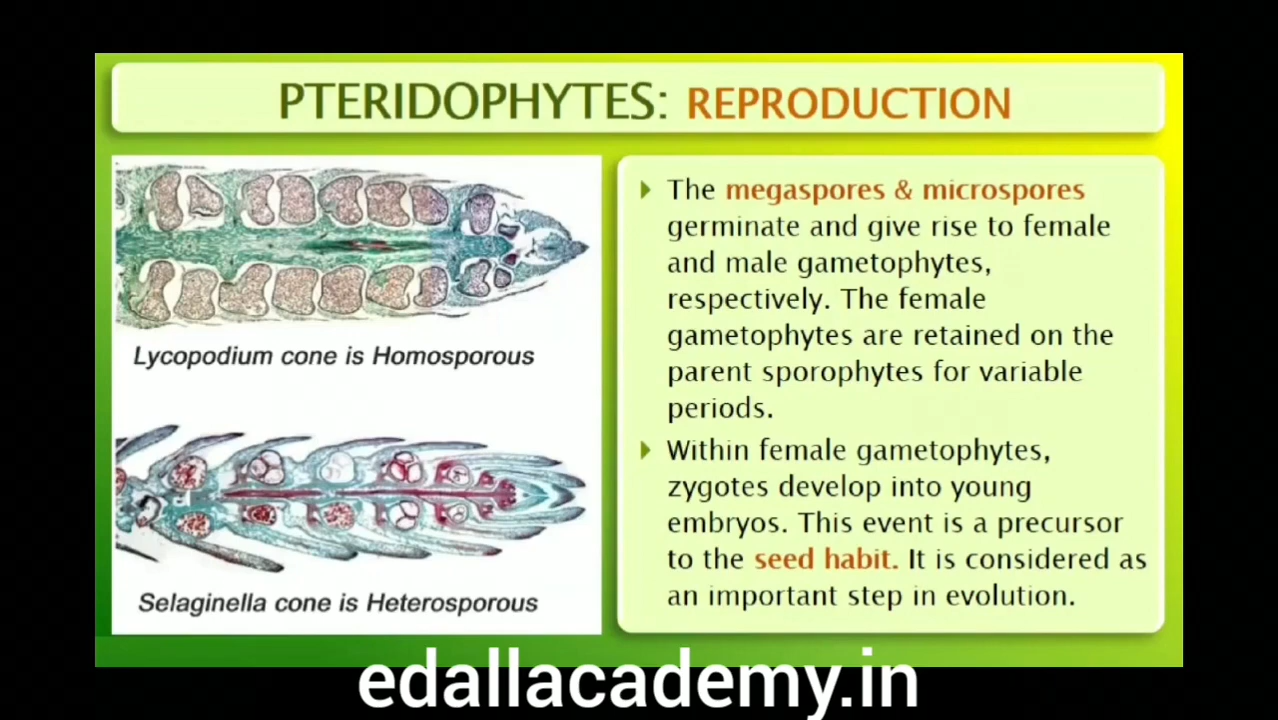 PTERIDOPHYTES: REPRODUCTION
Lycopodium cone is Homosporous
Selaginella cone is Heterosporous
The megaspores & microspores
germinate and give rise to female
and male gametophytes,
respectively. The female
gametophytes are retained on the
parent sporophytes for variable
periods.
Within female gametophytes,
zygotes develop into young
embryos. This event is a precursor
to the seed habit. It is considered as
an important step in evolution.
edallacademy.in